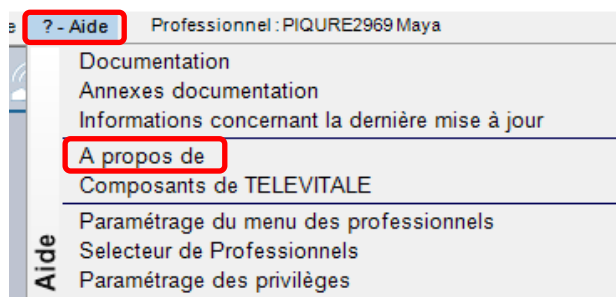 ? - Aide Professionnel : PIQURE2969 Maya
Documentation
Annexes documentation
Informations concernant la dernière mise à jour
A propos de
Composants de TELEVITALE
Paramétrage du menu des professionnels
Selecteur de Professionnels
Paramétrage des privilèges
Aide